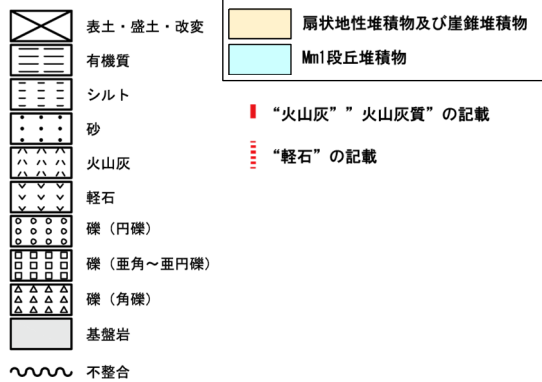 表土・盛土・改変
有機質
シルト
砂
火山灰
軽石
礫（円礫）
礫（亜角～亜円礫）
礫（角礫）
基盤岩
不整合
扇状地性堆積物及び崖錐堆積物
Mm1段丘堆積物
“火山灰””火山灰質”の記載
“軽石”の記載